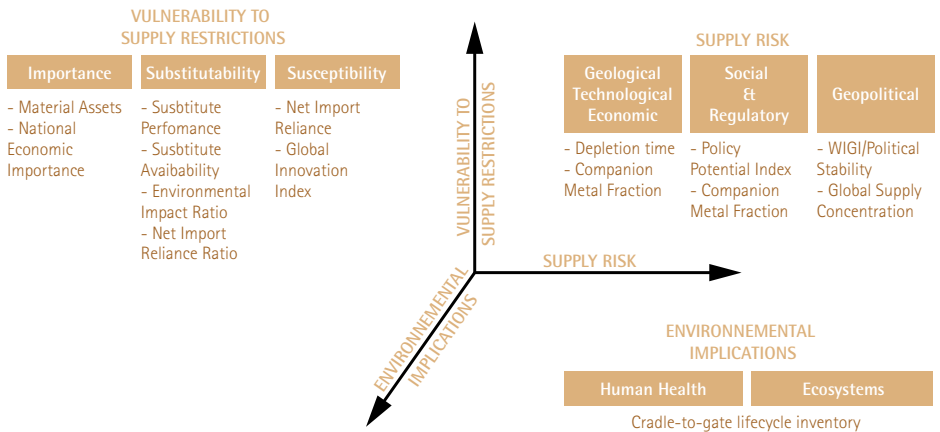 VULNERABILITY TO
SUPPLY RESTRICTIONS
Importance
- Material Assets
- National
Economic
Importance
Substitutability
- Susbtitute
Perfomance
- Susbtitute
Avaibability
- Environmental
Impact Ratio
- Net Import
Reliance Ratio
Susceptibility
- Net Import
Reliance
- Global
Innovation
Index
VULNERABILITY TO
SUPPLY RESTRICTIONS
SUPPLY RISK
ENVIRONNEMENTAL
IMPLICATIONS
SUPPLY RISK
Geological
Technological
Economic
- Depletion time
- Companion
Metal Fraction
Social
&
Regulatory
- Policy
Potential Index
- Companion
Metal Fraction
Geopolitical
- WIGI/Political
Stability
- Global Supply
Concentration
ENVIRONNEMENTAL
IMPLICATIONS
Human Health
Ecosystems
Cradle-to-gate lifecycle inventory